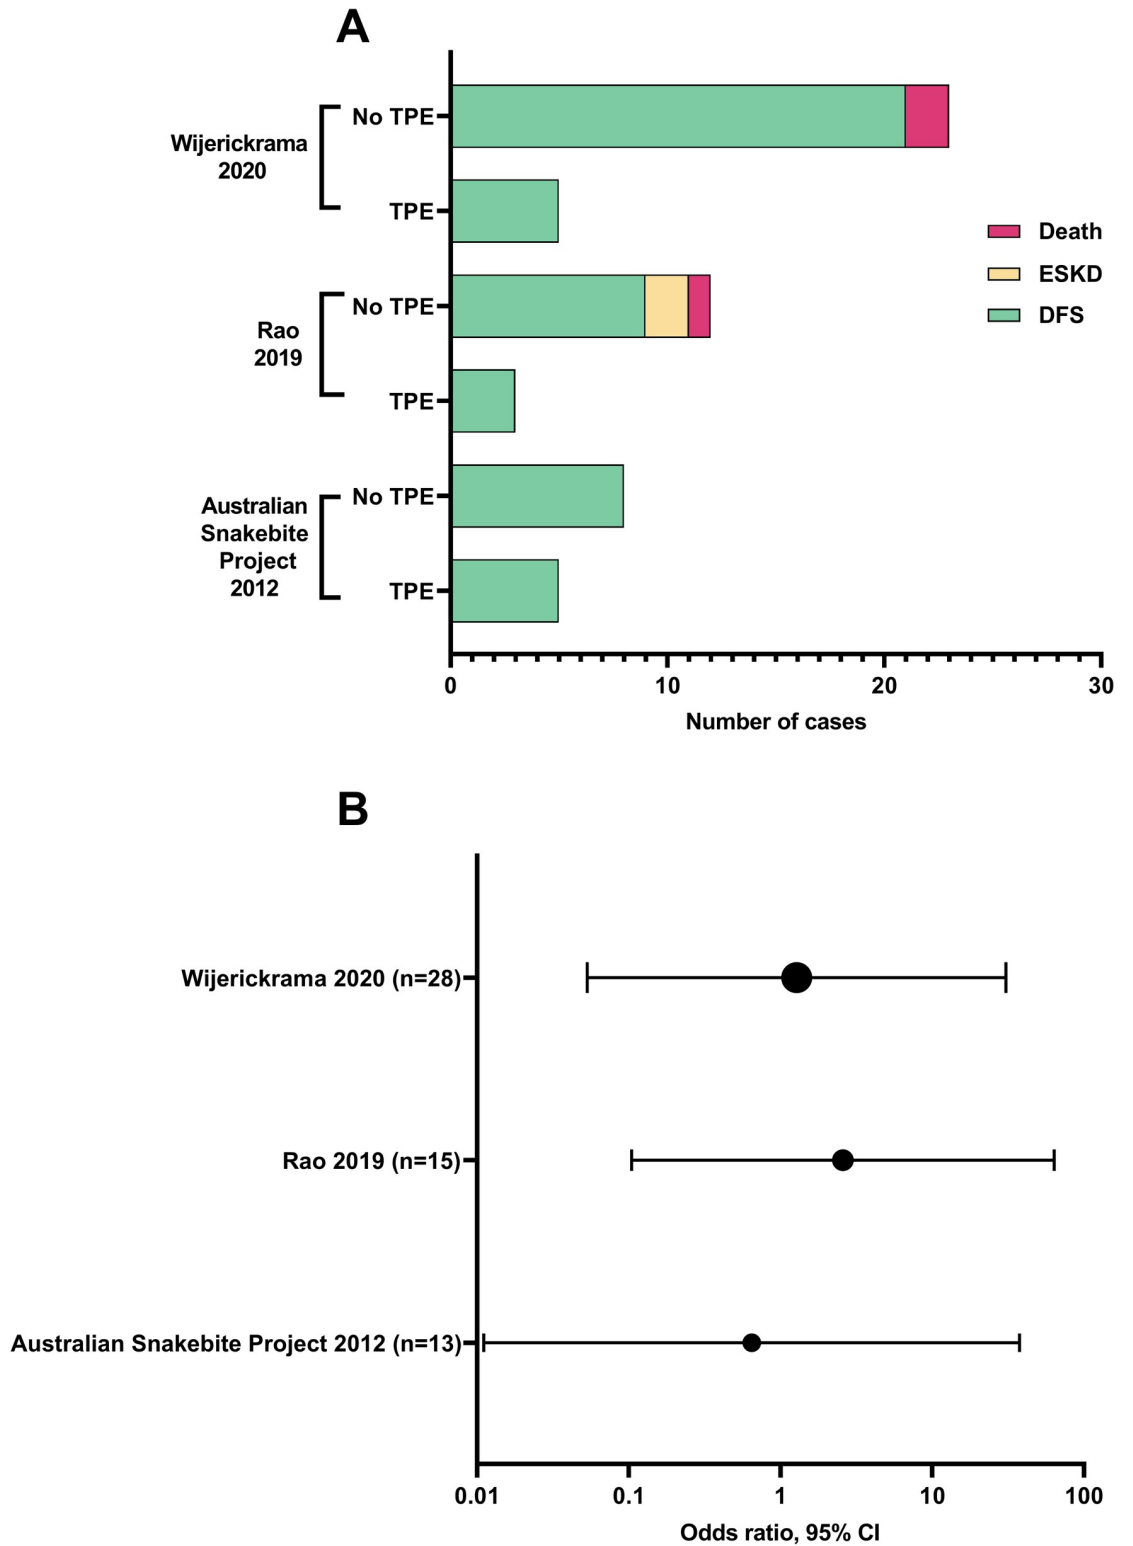 A
Wijerickrama
2020
No TPE
TPE
Rao
2019
No TPE
TPE
Australian
Snakebite
Project
2012
No TPE
TPE
Death
ESKD
DFS
0 10 20 30
Number of cases
B
Wijerickrama 2020 (n=28)
Rao 2019 (n=15)
Australian Snakebite Project 2012 (n=13)
0.01 0.1 1 10 100
Odds ratio, 95% CI